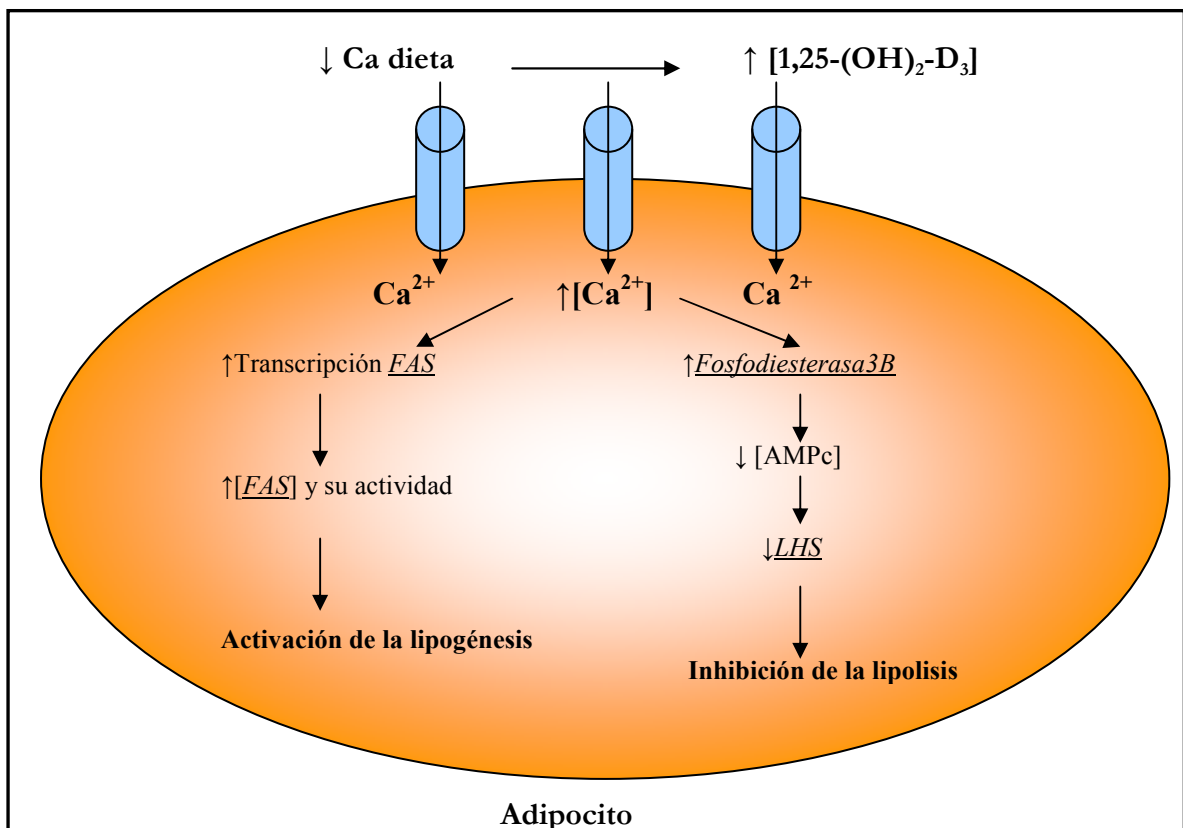 ↓ Ca dieta ↑ [1,25-(OH)₂-D₃]
Ca²⁺ ↑[Ca²⁺] Ca ²⁺
↑Transcripción FAS ↑Fosfodiesterasa3B
↓ [AMPc]
↑[FAS] y su actividad
↓LHS
Activación de la lipogénesis
Inhibición de la lipolisis
Adipocito